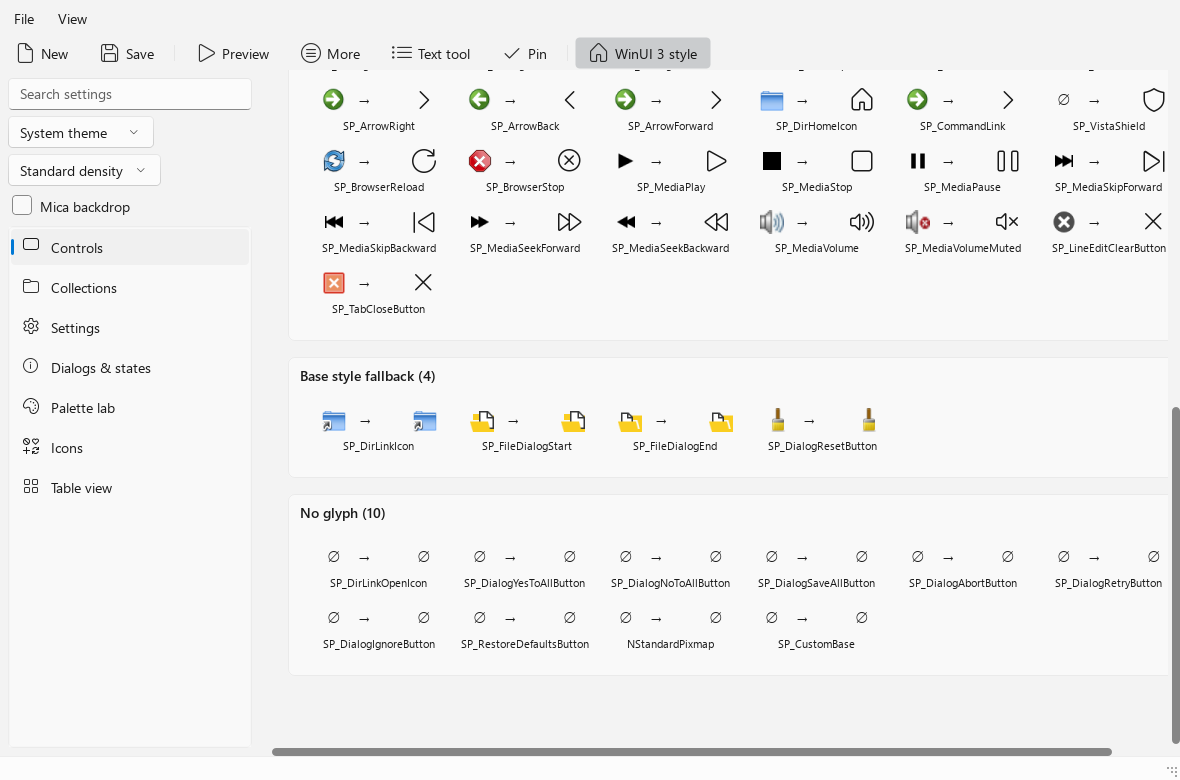 File View
New Save Preview More Text tool Pin WinUI 3 style
Search settings
System theme
Standard density
Mica backdrop
Controls
Collections
Settings
Dialogs & states
Palette lab
Icons
Table view
SP_ArrowRight SP_ArrowBack SP_ArrowForward SP_DirHomeIcon SP_CommandLink SP_VistaShield
SP_BrowserReload SP_BrowserStop SP_MediaPlay SP_MediaStop SP_MediaPause SP_MediaSkipForward
SP_MediaSkipBackward SP_MediaSeekForward SP_MediaSeekBackward SP_MediaVolume SP_MediaVolumeMuted SP_LineEditClearButton
SP_TabCloseButton
Base style fallback (4)
SP_DirLinkIcon SP_FileDialogStart SP_FileDialogEnd SP_DialogResetButton
No glyph (10)
SP_DirLinkOpenIcon SP_DialogYesToAllButton SP_DialogNoToAllButton SP_DialogSaveAllButton SP_DialogAbortButton SP_DialogRetryButton
SP_DialogIgnoreButton SP_RestoreDefaultsButton NStandardPixmap SP_CustomBase